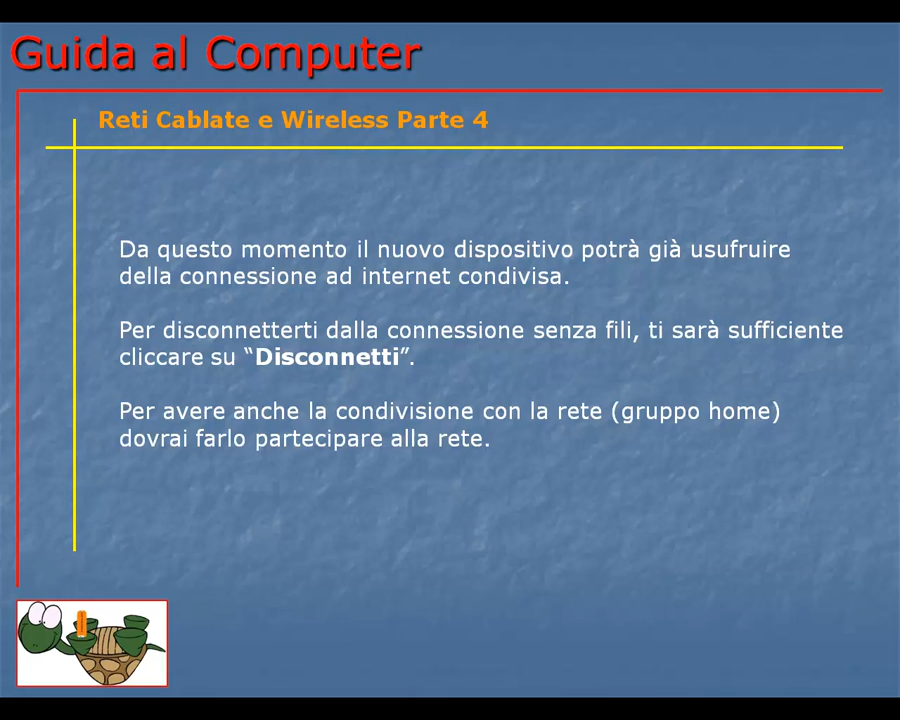 Guida al Computer
Reti Cablate e Wireless Parte 4
Da questo momento il nuovo dispositivo potrà già usufruire
della connessione ad internet condivisa.
Per disconnetterti dalla connessione senza fili, ti sarà sufficiente
cliccare su “Disconnetti”.
Per avere anche la condivisione con la rete (gruppo home)
dovrai farlo partecipare alla rete.